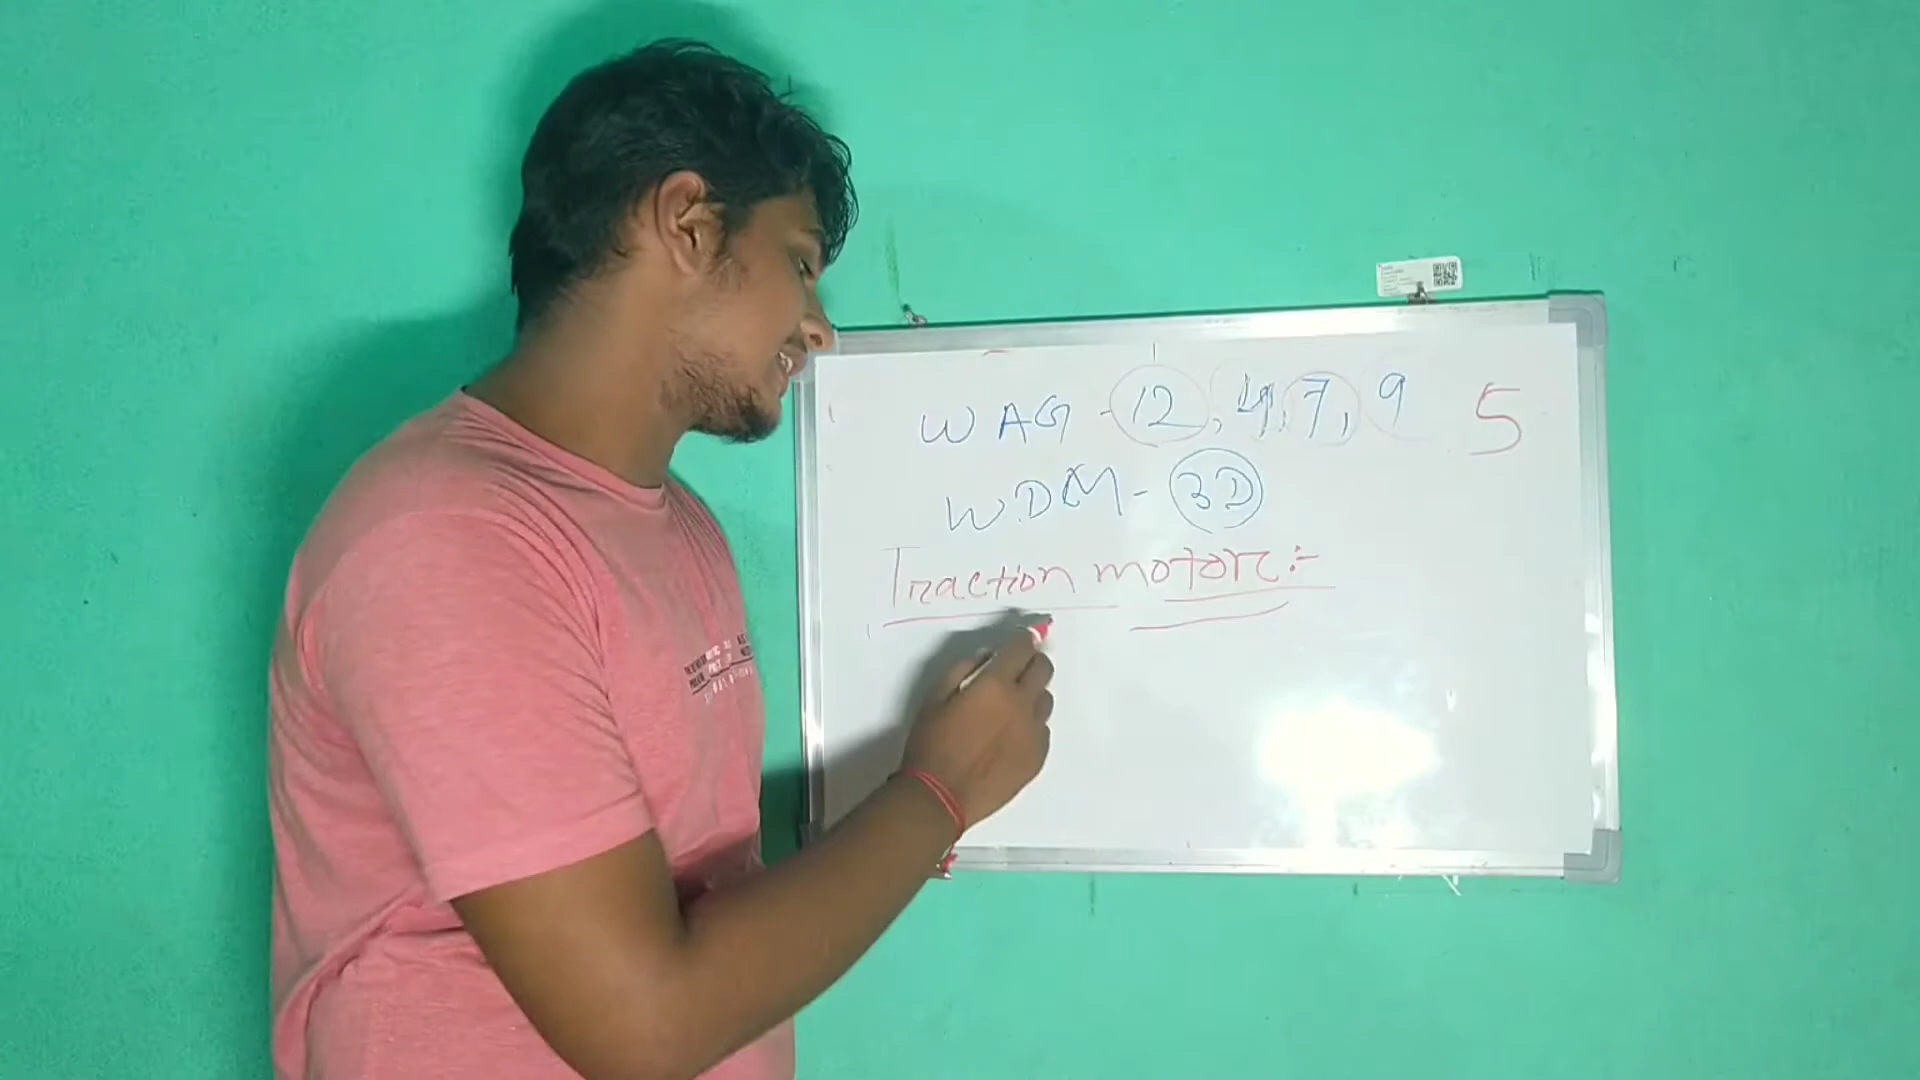 WAG - 12, 4, 7, 9 5
WDM - 3D
Traction motor :-